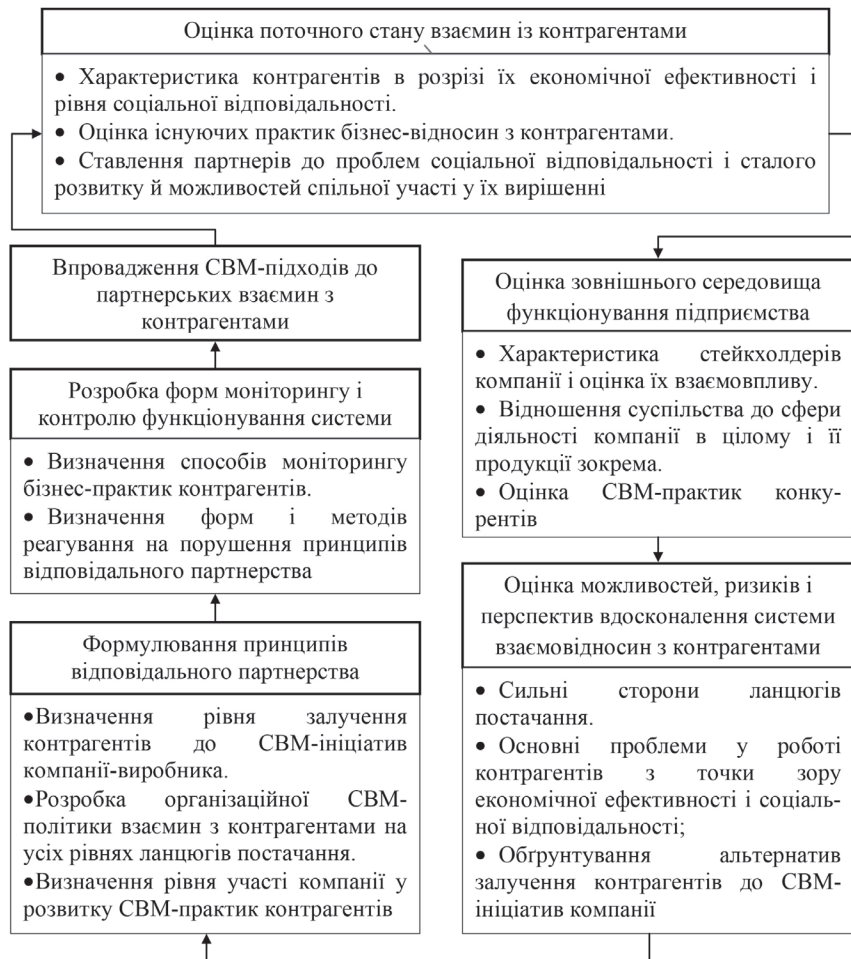 Оцінка поточного стану взаємин із контрагентами
• Характеристика контрагентів в розрізі їх економічної ефективності і
рівня соціальної відповідальності.
• Оцінка існуючих практик бізнес-відносин з контрагентами.
• Ставлення партнерів до проблем соціальної відповідальності і сталого
розвитку й можливостей спільної участі у їх вирішенні
Впровадження СВМ-підходів до
партнерських взаємин з
контрагентами
Розробка форм моніторингу і
контролю функціонування системи
• Визначення способів моніторингу
бізнес-практик контрагентів.
• Визначення форм і методів
реагування на порушення принципів
відповідального партнерства
Формулювання принципів
відповідального партнерства
•Визначення рівня залучення
контрагентів до СВМ-ініціатив
компанії-виробника.
•Розробка організаційної СВМ-
політики взаємин з контрагентами на
усіх рівнях ланцюгів постачання.
•Визначення рівня участі компанії у
розвитку СВМ-практик контрагентів
Оцінка зовнішнього середовища
функціонування підприємства
• Характеристика стейкхолдерів
компанії і оцінка їх взаємовпливу.
• Відношення суспільства до сфери
діяльності компанії в цілому і її
продукції зокрема.
• Оцінка СВМ-практик конку-
рентів
Оцінка можливостей, ризиків і
перспектив вдосконалення системи
взаємовідносин з контрагентами
• Сильні сторони ланцюгів
постачання.
• Основні проблеми у роботі
контрагентів з точки зору
економічної ефективності і соціаль-
ної відповідальності;
• Обґрунтування альтернатив
залучення контрагентів до СВМ-
ініціатив компанії